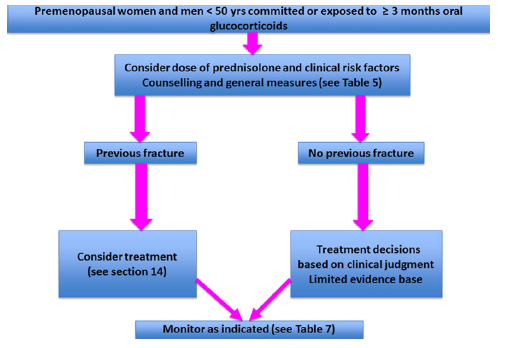 Premenopausal women and men < 50 yrs committed or exposed to ≥ 3 months oral
glucocorticoids
Consider dose of prednisolone and clinical risk factors
Counselling and general measures (see Table 5)
Previous fracture
No previous fracture
Consider treatment
(see section 14)
Treatment decisions
based on clinical judgment
Limited evidence base
Monitor as indicated (see Table 7)